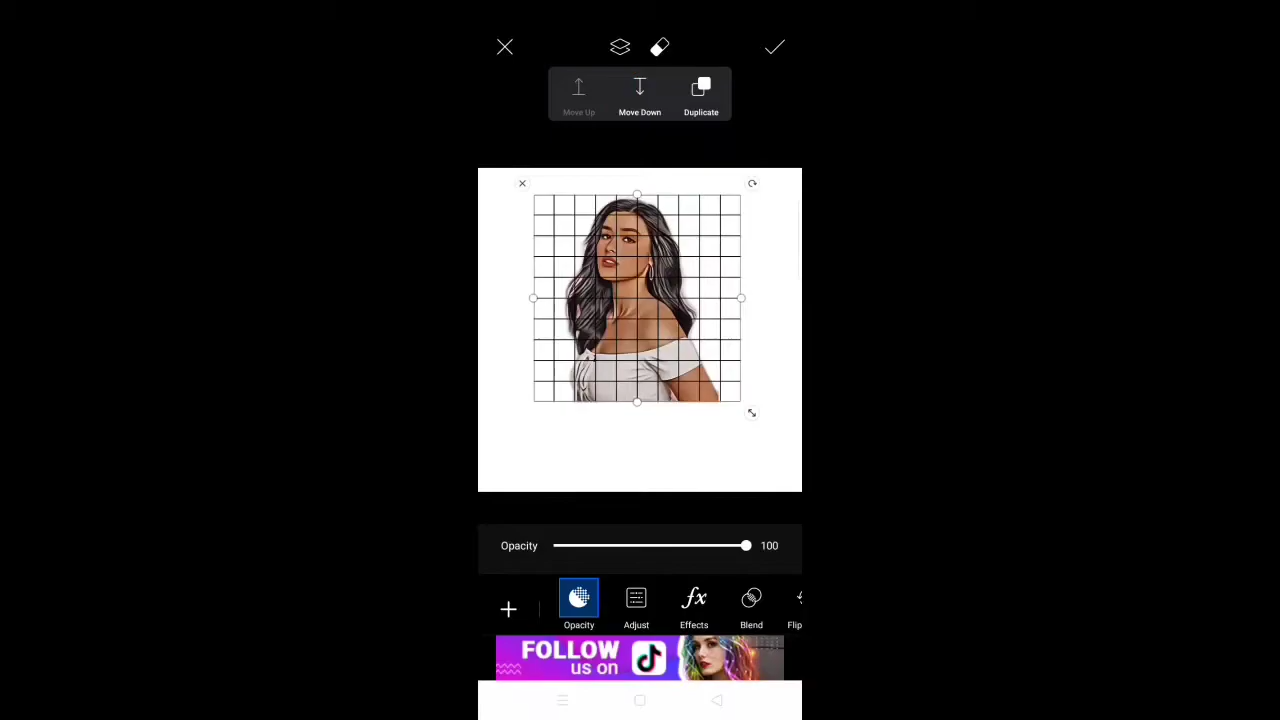 Move Up
Move Down
Duplicate
Opacity
100
Opacity
Adjust
fx
Effects
Blend
Flip
FOLLOW
us on